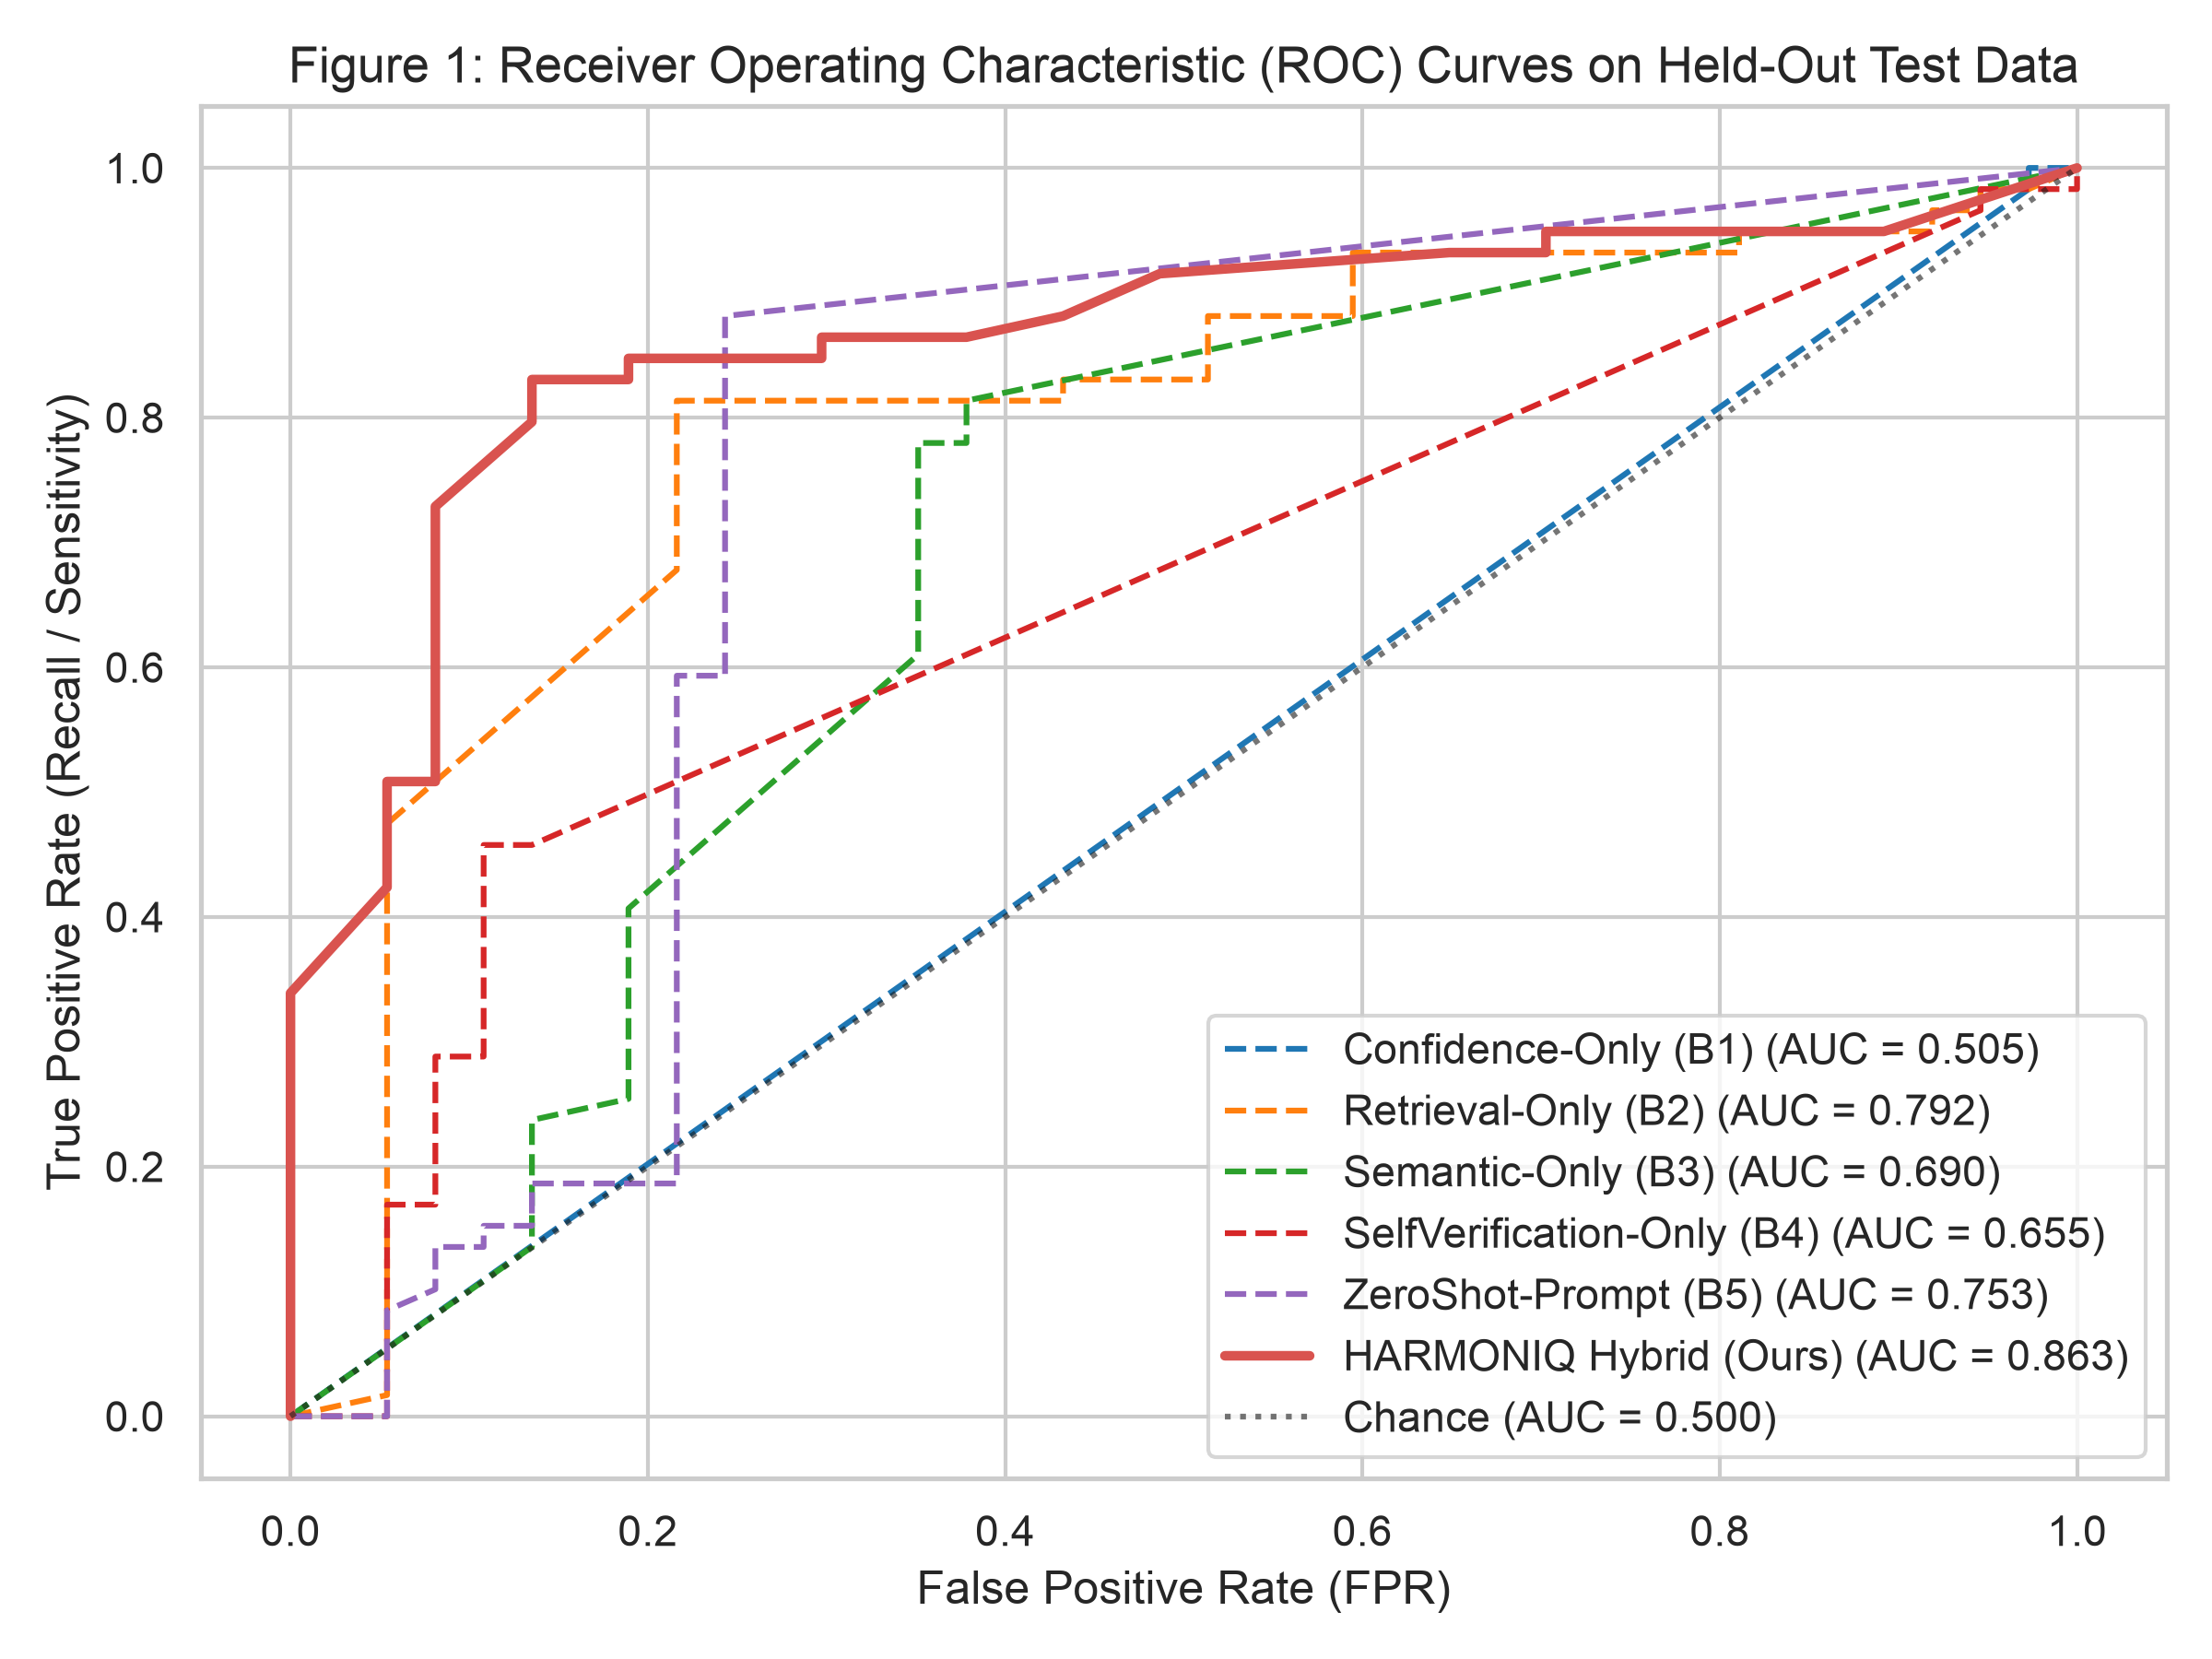 Figure 1: Receiver Operating Characteristic (ROC) Curves on Held-Out Test Data
True Positive Rate (Recall / Sensitivity)
1.0
0.8
0.6
0.4
0.2
0.0
Confidence-Only (B1) (AUC = 0.505)
Retrieval-Only (B2) (AUC = 0.792)
Semantic-Only (B3) (AUC = 0.690)
SelfVerification-Only (B4) (AUC = 0.655)
ZeroShot-Prompt (B5) (AUC = 0.753)
HARMONIQ Hybrid (Ours) (AUC = 0.863)
Chance (AUC = 0.500)
0.0 0.2 0.4 0.6 0.8 1.0
False Positive Rate (FPR)